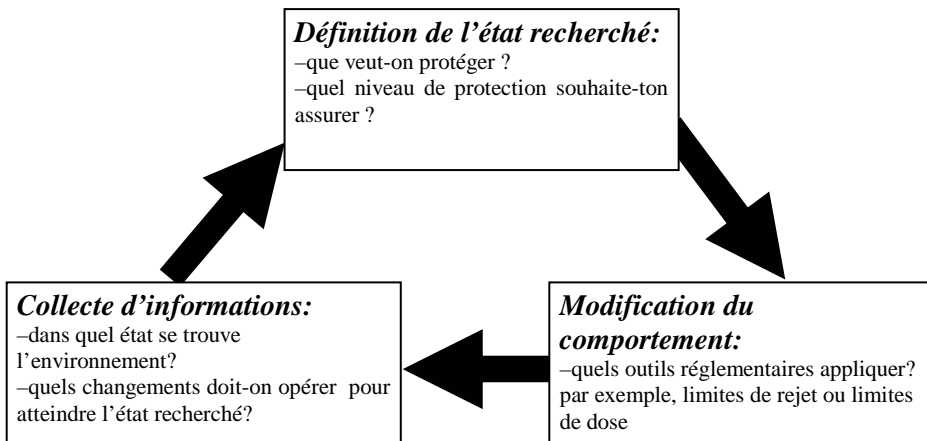 Définition de l’état recherché:
–que veut-on protéger ?
–quel niveau de protection souhaite-ton
assurer ?
Collecte d’informations:
–dans quel état se trouve
l’environnement?
–quels changements doit-on opérer pour
atteindre l’état recherché?
Modification du
comportement:
–quels outils réglementaires appliquer?
par exemple, limites de rejet ou limites
de dose